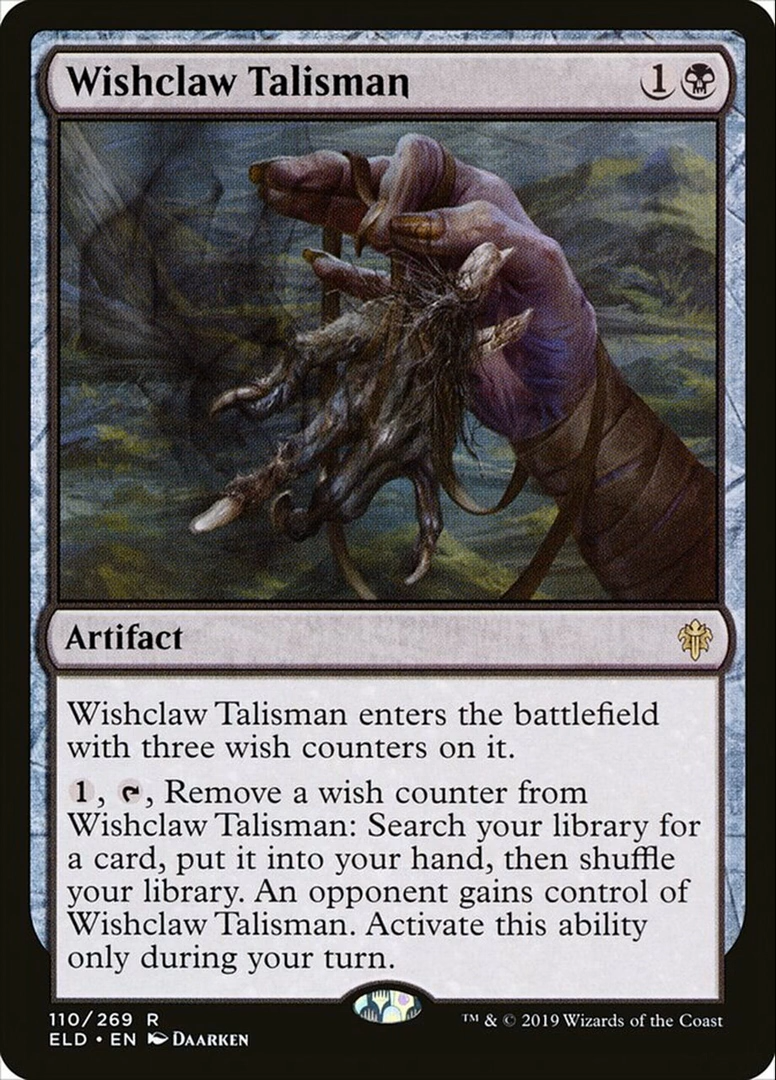 Wishclaw Talisman 1
Artifact
Wishclaw Talisman enters the battlefield
with three wish counters on it.
1, , Remove a wish counter from
Wishclaw Talisman: Search your library for
a card, put it into your hand, then shuffle
your library. An opponent gains control of
Wishclaw Talisman. Activate this ability
only during your turn.
110/269 R
ELD • EN DAARKEN
™ & © 2019 Wizards of the Coast